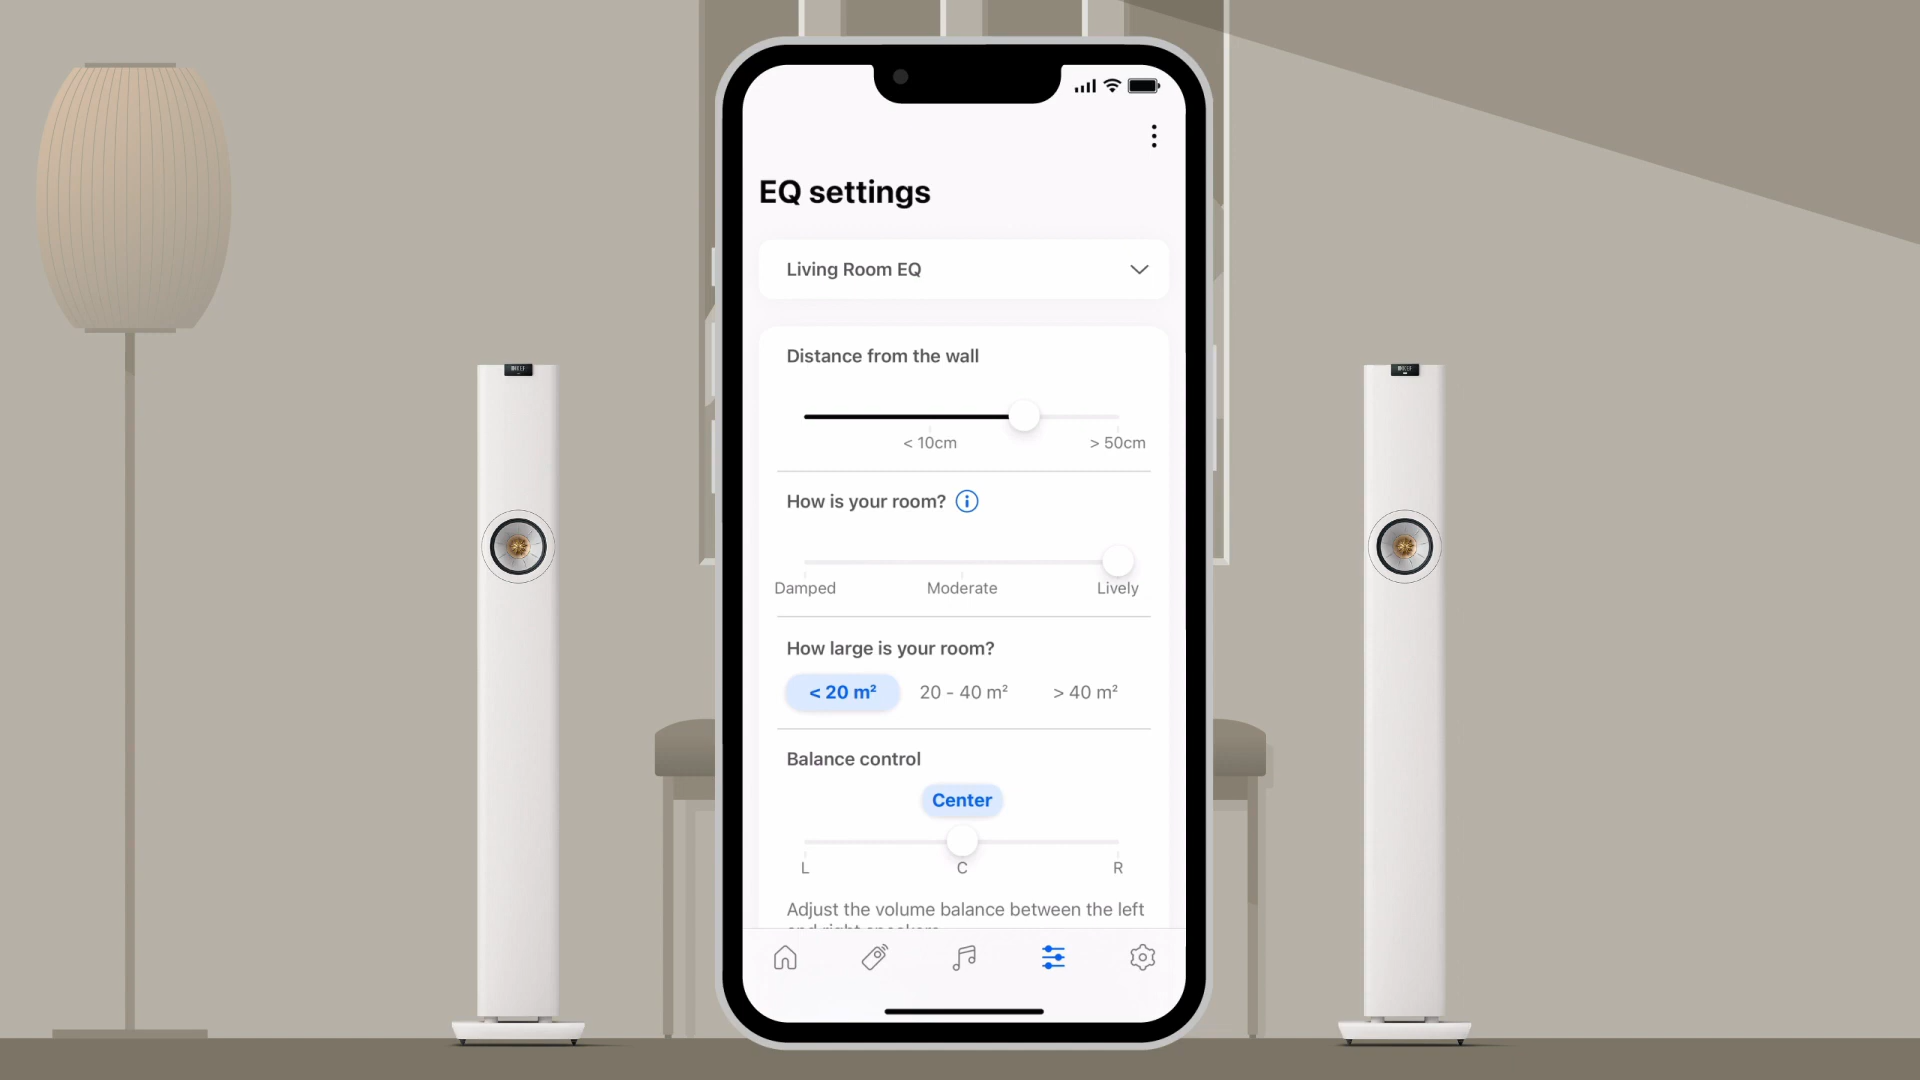 EQ settings
Living Room EQ
Distance from the wall
< 10cm > 50cm
How is your room?
Damped Moderate Lively
How large is your room?
< 20 m² 20 - 40 m² > 40 m²
Balance control
Center
L C R
Adjust the volume balance between the left